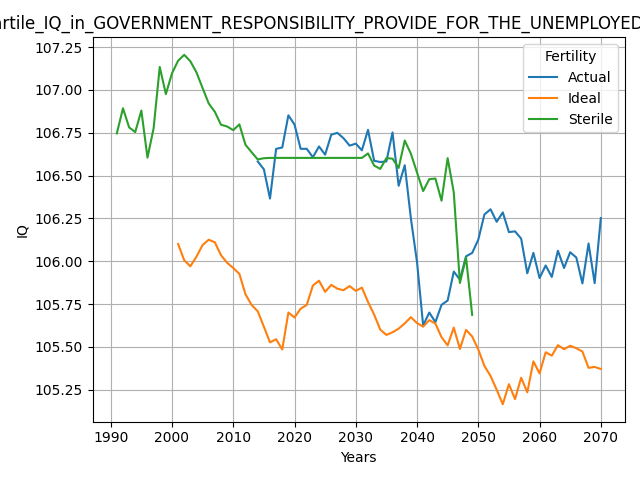 rtile_IQ_in_GOVERNMENT_RESPONSIBILITY_PROVIDE_FOR_THE_UNEMPLOYED
107.25
107.00
106.75
106.50
106.25
106.00
105.75
105.50
105.25
IQ
1990 2000 2010 2020 2030 2040 2050 2060 2070
Years
Fertility
Actual
Ideal
Sterile